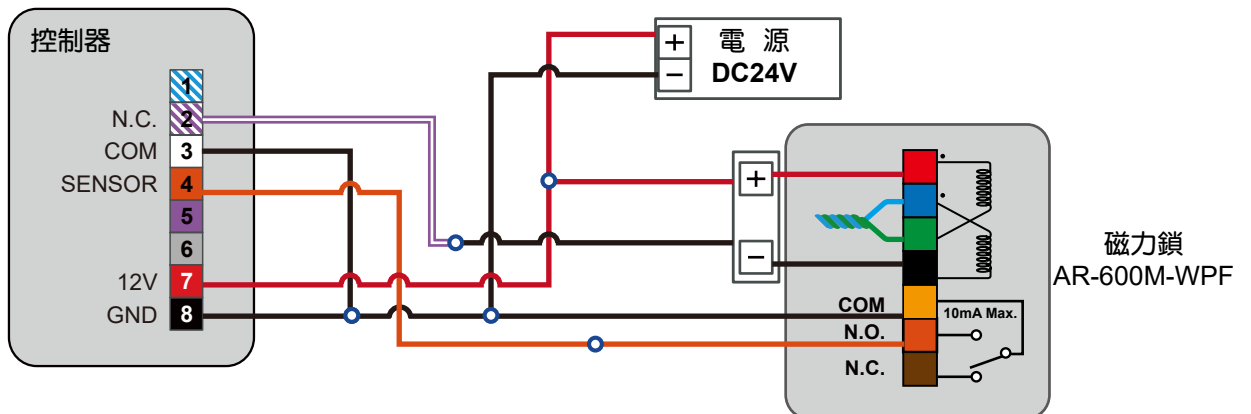 控制器
1
N.C. 2
COM 3
SENSOR 4
5
6
12V 7
GND 8
+ 電 源
− DC24V
+
−
磁力鎖
AR-600M-WPF
COM 10mA Max.
N.O.
N.C.